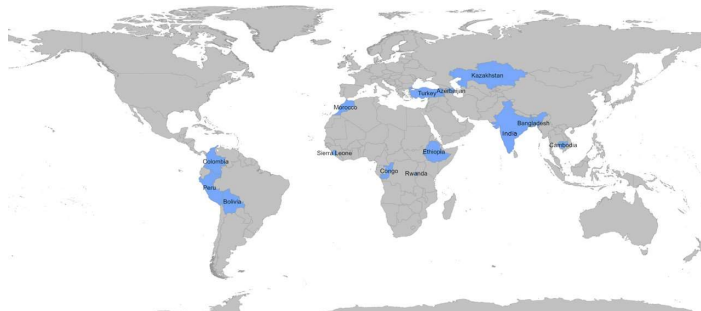 Kazakhstan
Turkey
Azerbaijan
Morocco
Bangladesh
India
Cambodia
Sierra Leone
Ethiopia
Colombia
Congo
Rwanda
Peru
Bolivia